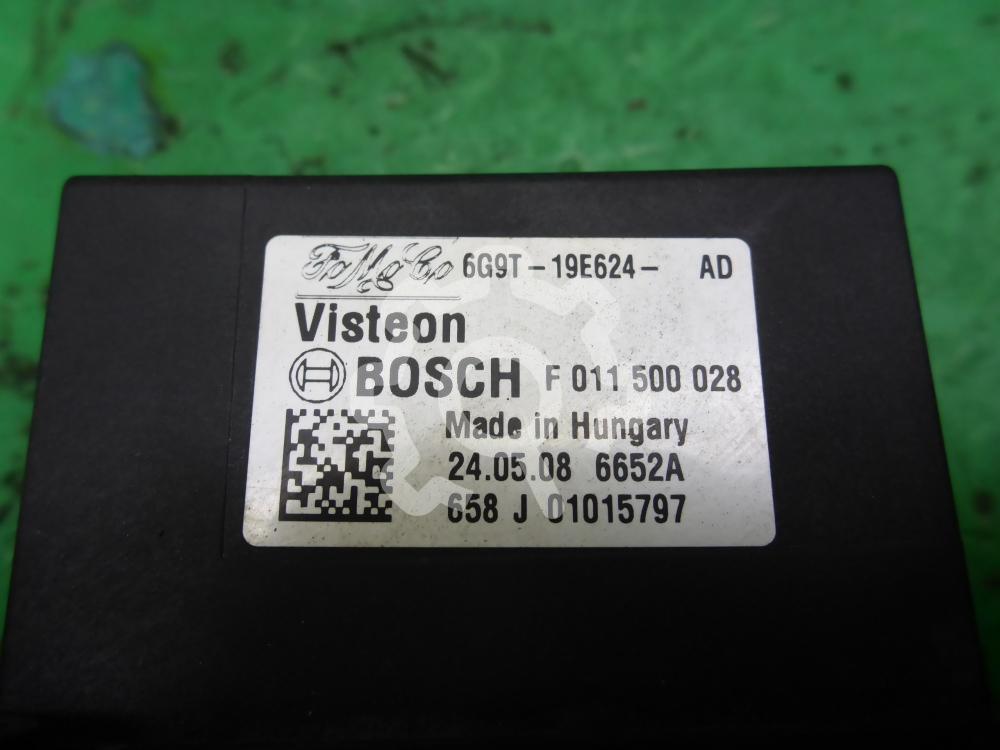 FoMoCo 6G9T-19E624- AD
Visteon
BOSCH F 011 500 028
Made in Hungary
24.05.08 6652A
658 J 01015797